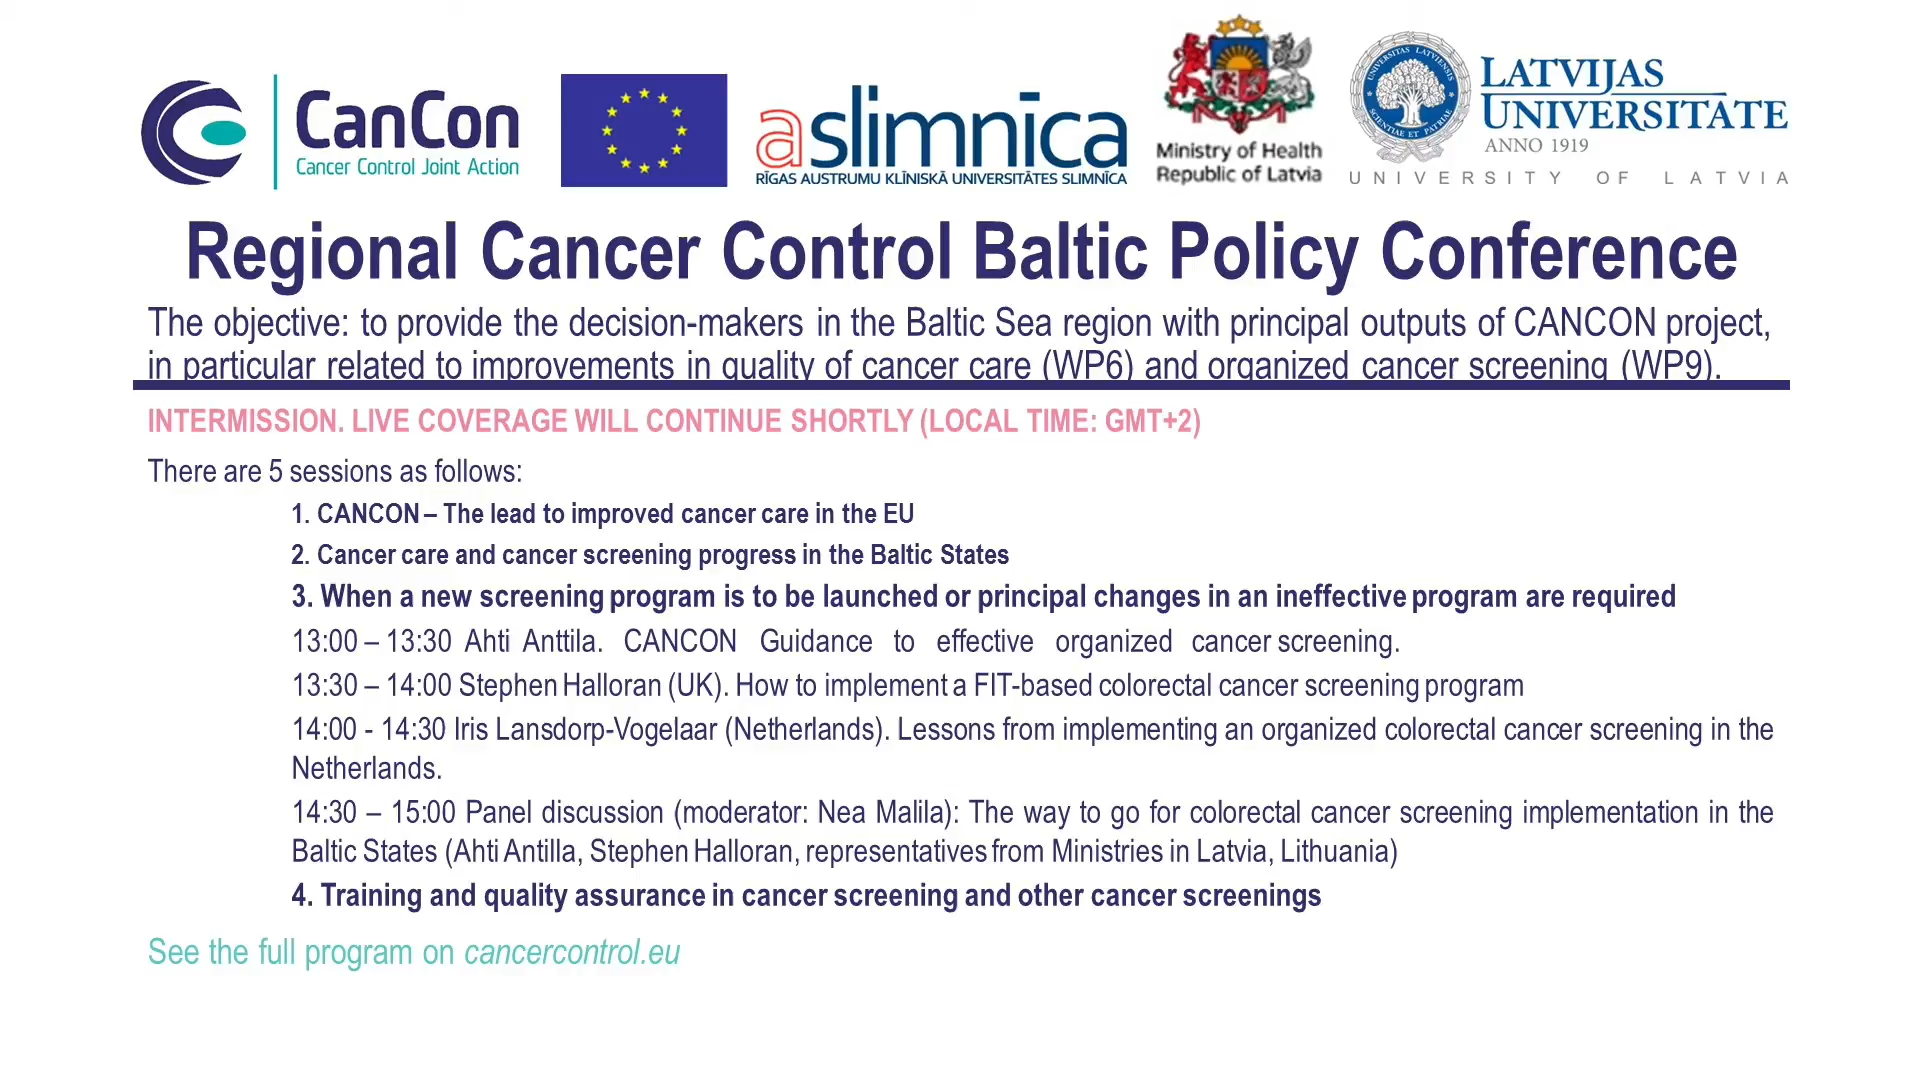 CanCon
Cancer Control Joint Action
aslimnīca
RĪGAS AUSTRUMU KLĪNISKĀ UNIVERSITĀTES SLIMNĪCA
Ministry of Health
Republic of Latvia
UNIVERSITAS LATVIENSIS
SCIENTIAE ET PATRIAE
LATVIJAS
UNIVERSITATE
ANNO 1919
UNIVERSITY OF LATVIA
Regional Cancer Control Baltic Policy Conference
The objective: to provide the decision-makers in the Baltic Sea region with principal outputs of CANCON project,
in particular related to improvements in quality of cancer care (WP6) and organized cancer screening (WP9).
INTERMISSION. LIVE COVERAGE WILL CONTINUE SHORTLY (LOCAL TIME: GMT+2)
There are 5 sessions as follows:
1. CANCON – The lead to improved cancer care in the EU
2. Cancer care and cancer screening progress in the Baltic States
3. When a new screening program is to be launched or principal changes in an ineffective program are required
13:00 – 13:30 Ahti Anttila. CANCON Guidance to effective organized cancer screening.
13:30 – 14:00 Stephen Halloran (UK). How to implement a FIT-based colorectal cancer screening program
14:00 - 14:30 Iris Lansdorp-Vogelaar (Netherlands). Lessons from implementing an organized colorectal cancer screening in the
Netherlands.
14:30 – 15:00 Panel discussion (moderator: Nea Malila): The way to go for colorectal cancer screening implementation in the
Baltic States (Ahti Antilla, Stephen Halloran, representatives from Ministries in Latvia, Lithuania)
4. Training and quality assurance in cancer screening and other cancer screenings
See the full program on cancercontrol.eu